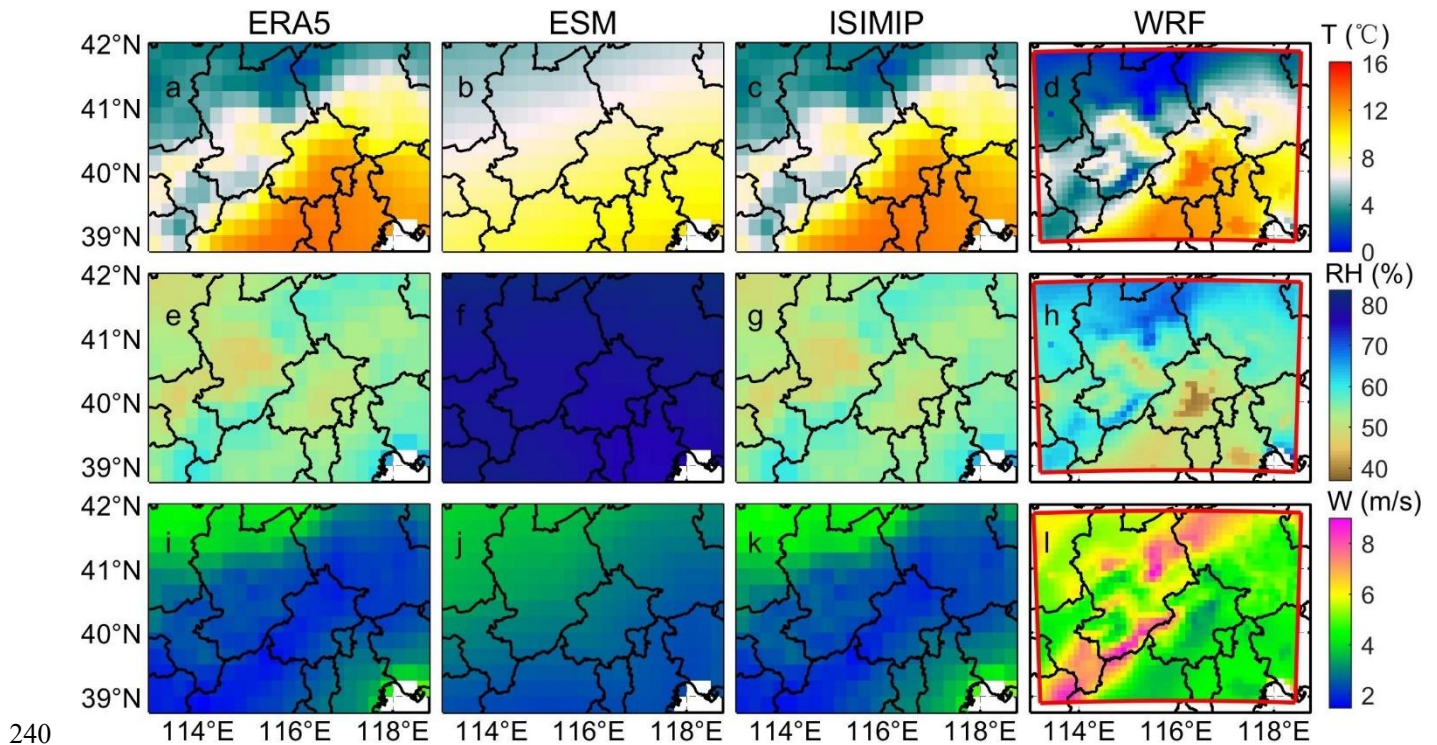 ERA5 ESM ISIMIP WRF
T (℃)
42°N a b c d 16
41°N 12
40°N 8
4
39°N 0
RH (%)
42°N e f g h 80
41°N 70
60
40°N 50
39°N 40
W (m/s)
42°N i j k l 8
41°N 6
40°N 4
39°N 2
240 114°E 116°E 118°E 114°E 116°E 118°E 114°E 116°E 118°E 114°E 116°E 118°E